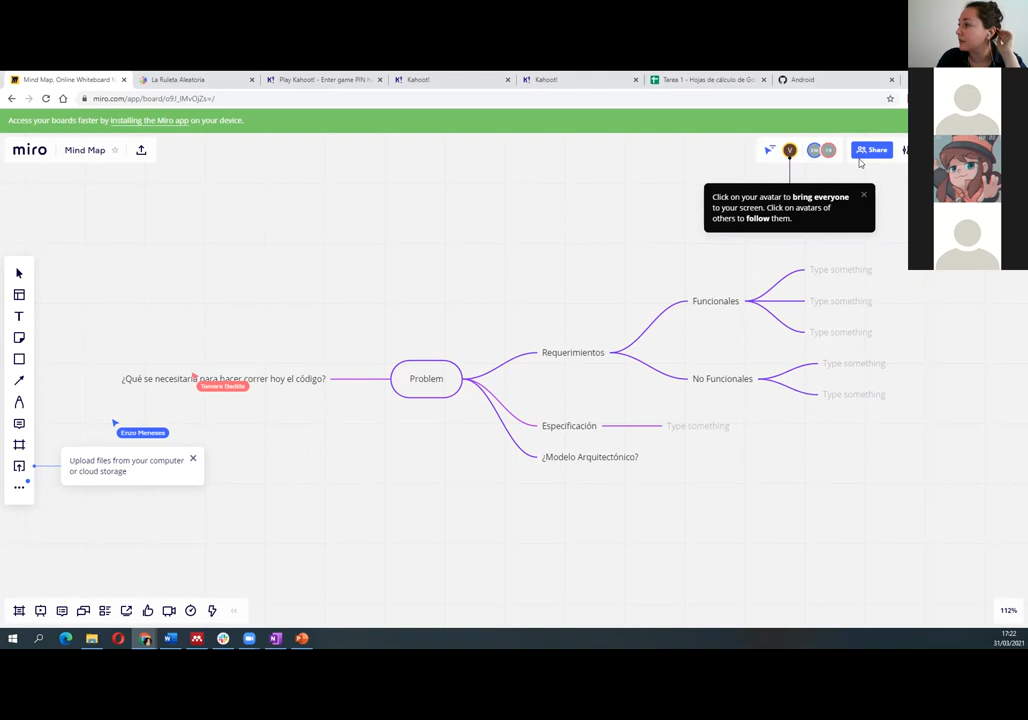 Mind Map, Online Whiteboard f
La Ruleta Aleatoria
Play Kahoot! - Enter game PIN h
Kahoot!
Kahoot!
Tarea 1 - Hojas de cálculo de Go
Android
miro.com/app/board/o9J_lMvOjZs=/
Access your boards faster by installing the Miro app on your device.
miro
Mind Map
V
EM
TB
Share
Click on your avatar to bring everyone
to your screen. Click on avatars of
others to follow them.
Type something
Funcionales
Type something
Type something
Requerimientos
Type something
¿Qué se necesitaría para hacer correr hoy el código?
Problem
No Funcionales
Tamara Badilla
Type something
Especificación
Type something
Enzo Meneses
¿Modelo Arquitectónico?
Upload files from your computer
or cloud storage
112%
17:22
31/03/2021